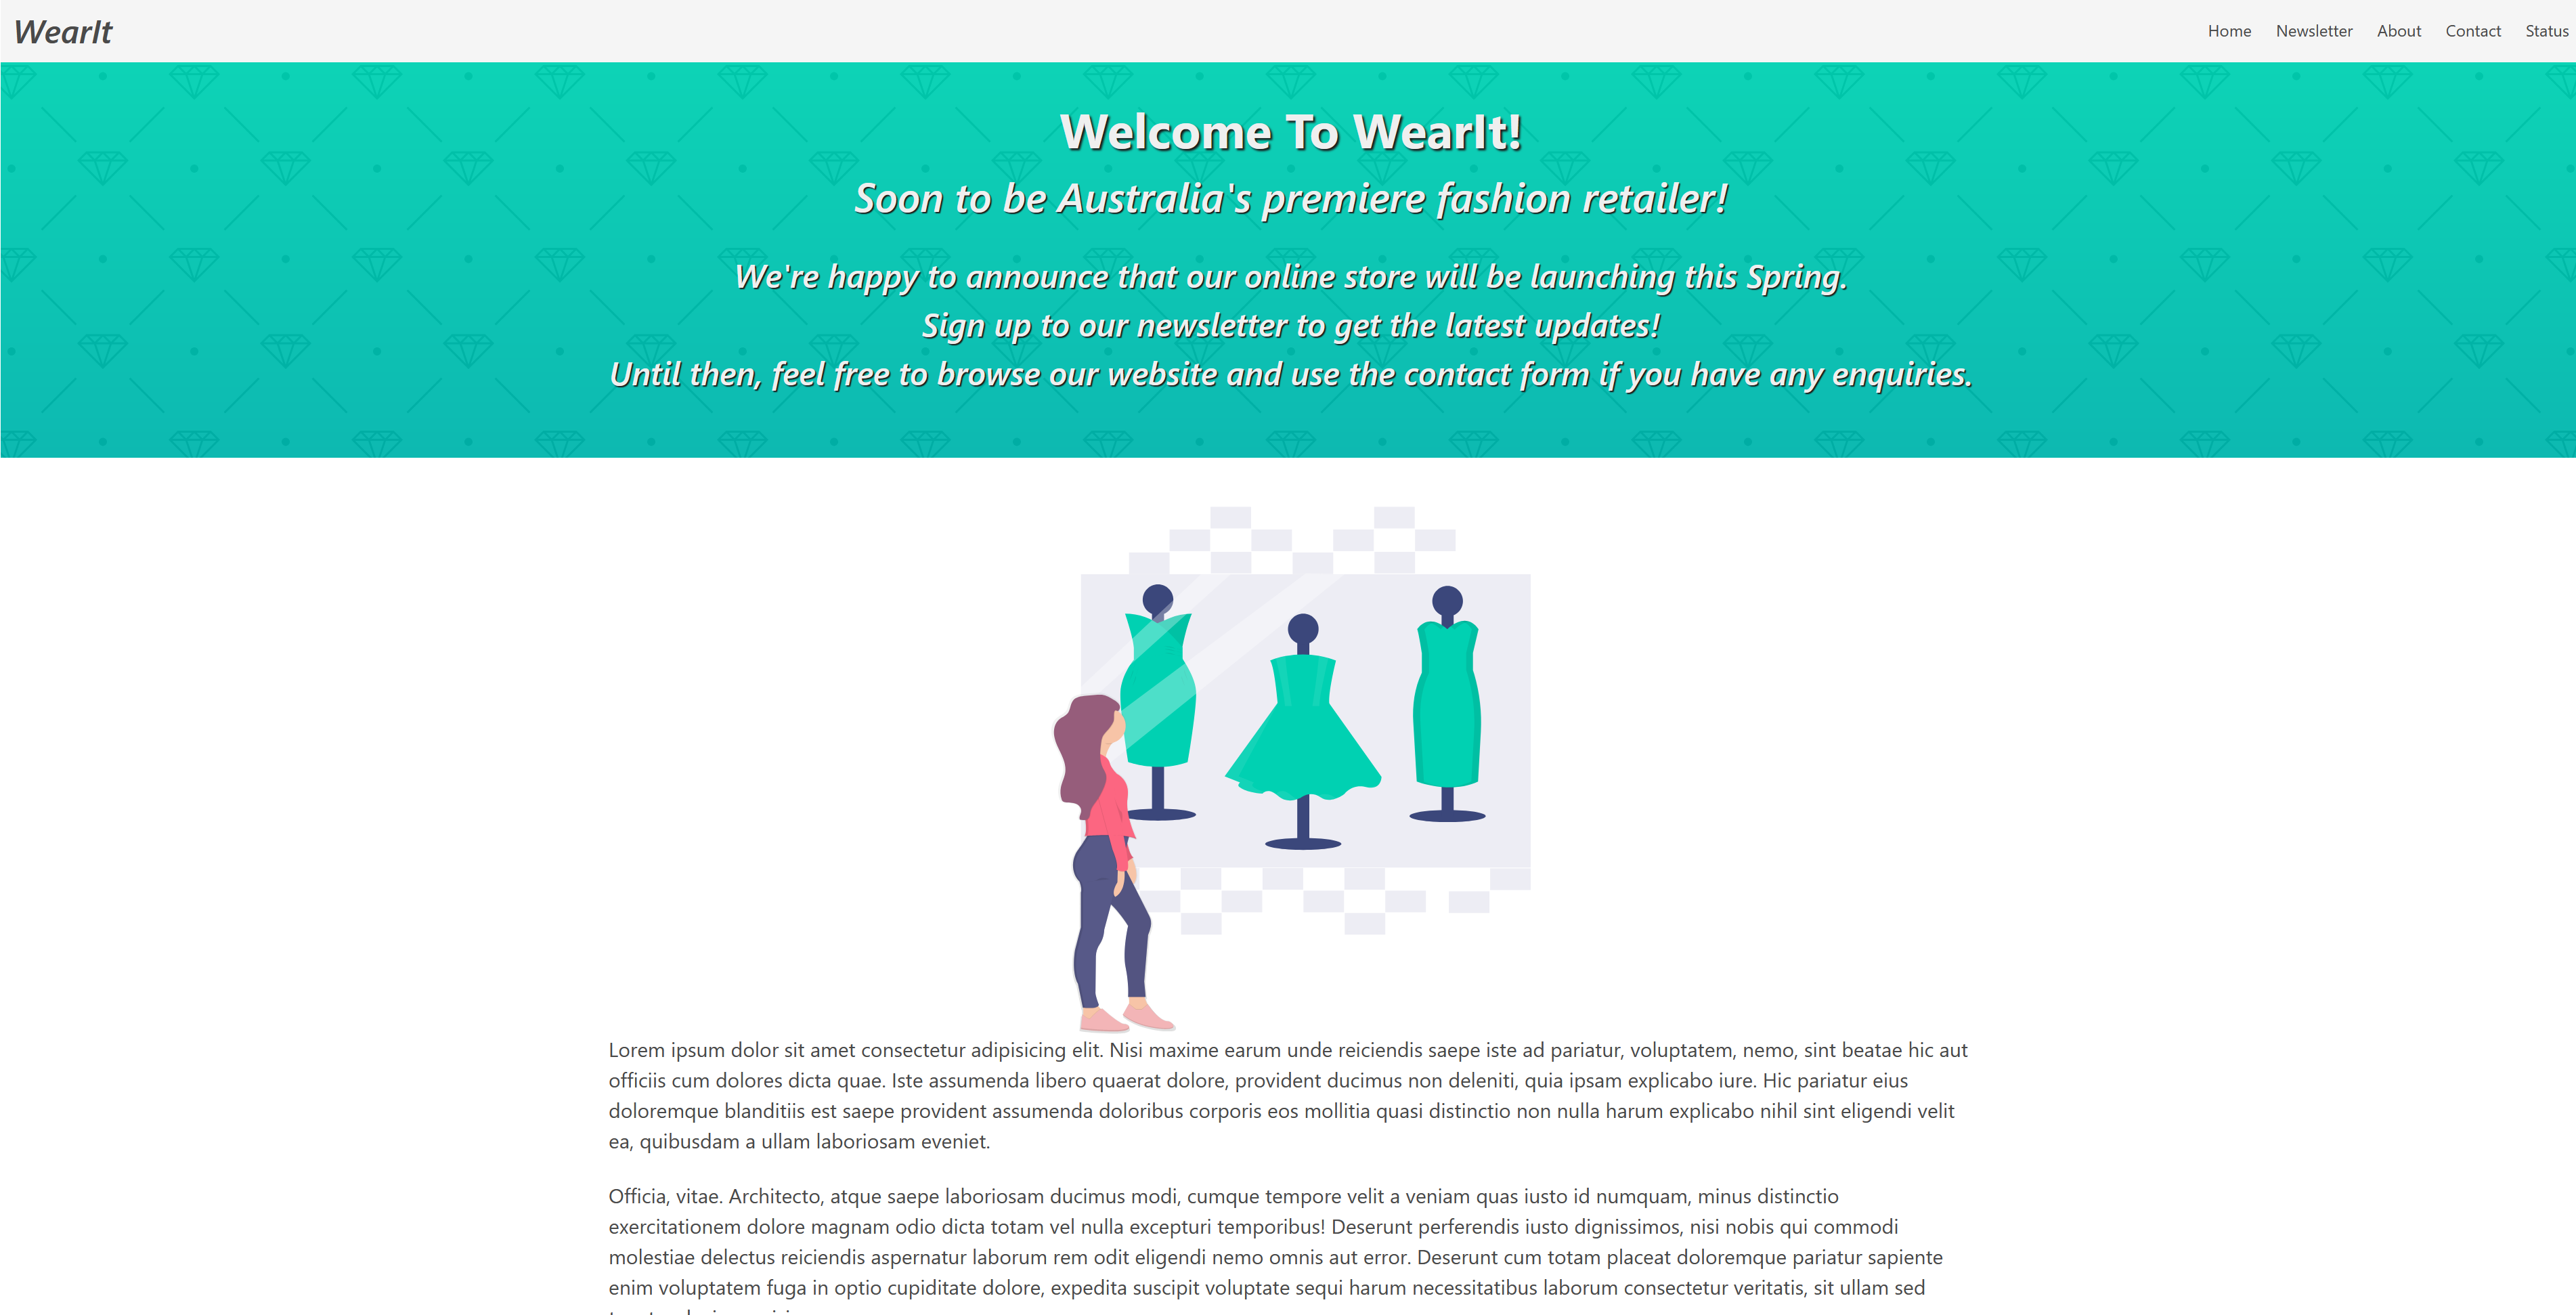 WearIt
Home Newsletter About Contact Status
Welcome To WearIt!
Soon to be Australia's premiere fashion retailer!
We're happy to announce that our online store will be launching this Spring.
Sign up to our newsletter to get the latest updates!
Until then, feel free to browse our website and use the contact form if you have any enquiries.
Lorem ipsum dolor sit amet consectetur adipisicing elit. Nisi maxime earum unde reiciendis saepe iste ad pariatur, voluptatem, nemo, sint beatae hic aut
officiis cum dolores dicta quae. Iste assumenda libero quaerat dolore, provident ducimus non deleniti, quia ipsam explicabo iure. Hic pariatur eius
doloremque blanditiis est saepe provident assumenda doloribus corporis eos mollitia quasi distinctio non nulla harum explicabo nihil sint eligendi velit
ea, quibusdam a ullam laboriosam eveniet.
Officia, vitae. Architecto, atque saepe laboriosam ducimus modi, cumque tempore velit a veniam quas iusto id numquam, minus distinctio
exercitationem dolore magnam odio dicta totam vel nulla excepturi temporibus! Deserunt perferendis iusto dignissimos, nisi nobis qui commodi
molestiae delectus reiciendis aspernatur laborum rem odit eligendi nemo omnis aut error. Deserunt cum totam placeat doloremque pariatur sapiente
enim voluptatem fuga in optio cupiditate dolore, expedita suscipit voluptate sequi harum necessitatibus laborum consectetur veritatis, sit ullam sed